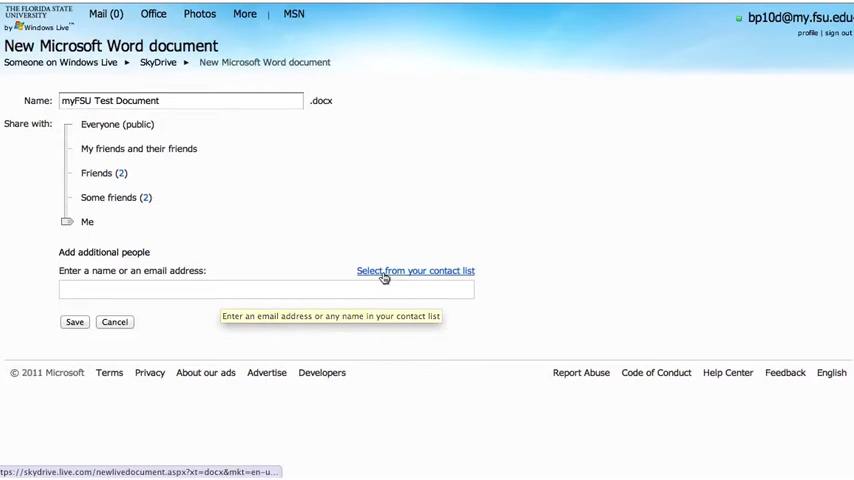 THE FLORIDA STATE
UNIVERSITY
by Windows Live™
Mail (0) Office Photos More | MSN
bp10d@my.fsu.edu
profile | sign out
New Microsoft Word document
Someone on Windows Live ▸ SkyDrive ▸ New Microsoft Word document
Name: myFSU Test Document .docx
Share with: Everyone (public)
My friends and their friends
Friends (2)
Some friends (2)
Me
Add additional people
Enter a name or an email address: Select from your contact list
Enter an email address or any name in your contact list
Save Cancel
© 2011 Microsoft Terms Privacy About our ads Advertise Developers Report Abuse Code of Conduct Help Center Feedback English
tps://skydrive.live.com/newlivedocument.aspx?xt=docx&mkt=en-u...